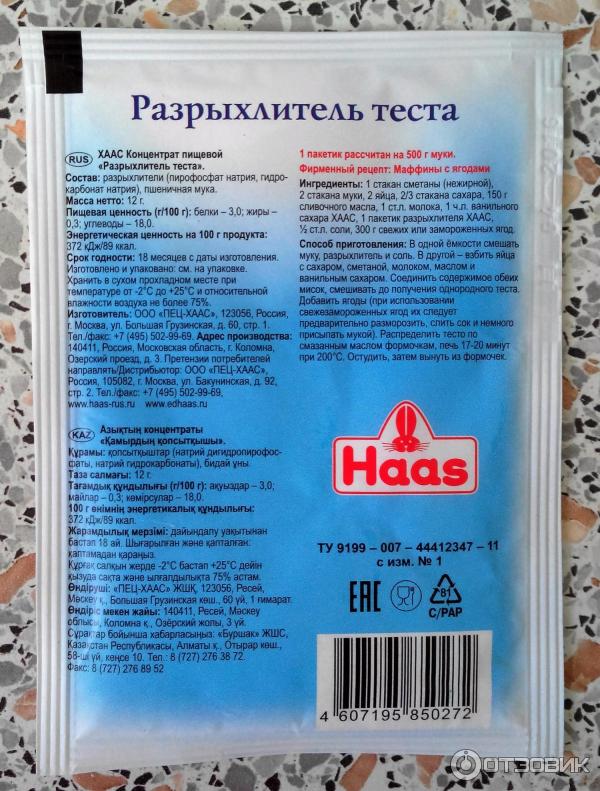 Разрыхлитель теста
RUS ХААС Концентрат пищевой
«Разрыхлитель теста».
Состав: разрыхлители (пирофосфат натрия, гидро-
карбонат натрия), пшеничная мука.
Масса нетто: 12 г.
Пищевая ценность (г/100 г): белки – 3,0; жиры –
0,3; углеводы – 18,0.
Энергетическая ценность на 100 г продукта:
372 кДж/89 ккал.
Срок годности: 18 месяцев с даты изготовления.
Изготовлено и упаковано: см. на упаковке.
Хранить в сухом прохладном месте при
температуре от -2°С до +25°С и относительной
влажности воздуха не более 75%.
Изготовитель: ООО «ПЕЦ-ХААС», 123056, Россия,
г. Москва, ул. Большая Грузинская, д. 60, стр. 1.
Тел./факс: +7 (495) 502-99-69. Адрес производства:
140411, Россия, Московская область, г. Коломна,
Озерский проезд, д. 3. Претензии потребителей
направлять/Дистрибьютор: ООО «ПЕЦ-ХААС»,
Россия, 105082, г. Москва, ул. Бакунинская, д. 92,
стр. 2. Тел./факс: +7 (495) 502-99-69,
www.haas-rus.ru www.edhaas.ru
KAZ Азықтың концентраты
«Қамырдың қопсытқышы».
Құрамы: қопсытқыштар (натрий дигидропирофос-
фаты, натрий гидрокарбонаты), бидай ұны.
Таза салмағы: 12 г.
Тағамдық құндылығы (г/100 г): ақуыздар – 3,0;
майлар – 0,3; көмірсулар – 18,0.
100 г өнімнің энергетикалық құндылығы:
372 кДж/89 ккал.
Жарамдылық мерзімі: дайындалу уақытынан
бастап 18 ай. Шығарылған және қапталған:
қаптамадан қараңыз.
Құрғақ салқын жерде -2°С бастап +25°С дейін
қызуда сақта және ылғалдылықта 75% астам.
Өндіруші: «ПЕЦ-ХААС» ЖШҚ, 123056, Ресей,
Мәскеу қ., Большая Грузинская көш., 60 үй, 1 ғимарат.
Өндіріс мекен жайы: 140411, Ресей, Мәскеу
облысы, Коломна қ., Озёрский жолы, 3 үй.
Сұрақтар бойынша хабарласыңыз: «Буршак» ЖШС,
Қазақстан Республикасы, Алматы қ., Отырар көш.,
58-ші үй, кеңсе 10. Тел.: 8 (727) 276 38 72.
Факс: 8 (727) 276 89 52
1 пакетик рассчитан на 500 г муки.
Фирменный рецепт: Маффины с ягодами
Ингредиенты: 1 стакан сметаны (нежирной),
2 стакана муки, 2 яйца, 2/3 стакана сахара, 150 г
сливочного масла, 1 ст.л. молока, 1 ч.л. ванильного
сахара ХААС, 1 пакетик разрыхлителя ХААС,
½ ст.л. соли, 300 г свежих или замороженных ягод.
Способ приготовления: В одной ёмкости смешать
муку, разрыхлитель и соль. В другой – взбить яйца
с сахаром, сметаной, молоком, маслом и
ванильным сахаром. Соединить содержимое обеих
мисок, смешивать до получения однородного теста.
Добавить ягоды (при использовании
свежезамороженных ягод их следует
предварительно разморозить, слить сок и немного
присыпать мукой). Распределить тесто по
смазанным маслом формочкам, печь 17-20 минут
при 200°С. Остудить, затем вынуть из формочек.
Haas
ТУ 9199 – 007 – 44412347 – 11
с изм. № 1
EAC
81
C/PAP
4 607195 850272
ОТЗОВИК